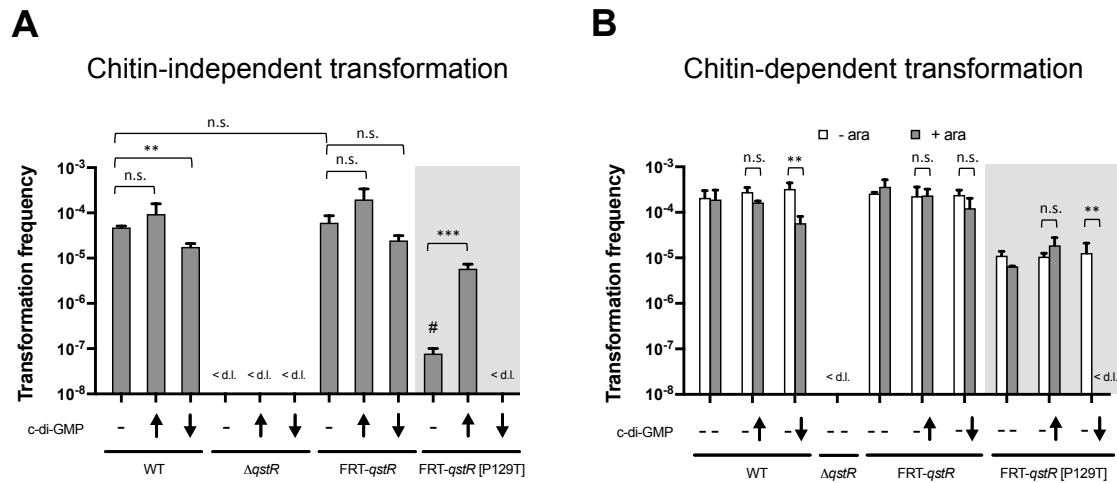 A
Chitin-independent transformation
n.s.
**
n.s.
n.s.
n.s.
***
#
Transformation frequency
10-3
10-4
10-5
10-6
10-7
10-8
< d.l.
< d.l.
< d.l.
< d.l.
c-di-GMP
-
-
-
WT
ΔqstR
FRT-qstR
FRT-qstR [P129T]
B
Chitin-dependent transformation
- ara
+ ara
n.s.
**
n.s.
n.s.
n.s.
**
Transformation frequency
10-3
10-4
10-5
10-6
10-7
10-8
< d.l.
< d.l.
c-di-GMP
- -
-
-
-
- -
-
-
- -
-
-
WT
ΔqstR
FRT-qstR
FRT-qstR [P129T]